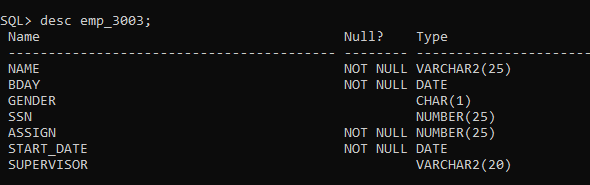 SQL> desc emp_3003;
Name Null? Type
----------------------------------------- -------- ----------------------------
NAME NOT NULL VARCHAR2(25)
BDAY NOT NULL DATE
GENDER CHAR(1)
SSN NUMBER(25)
ASSIGN NOT NULL NUMBER(25)
START_DATE NOT NULL DATE
SUPERVISOR VARCHAR2(20)